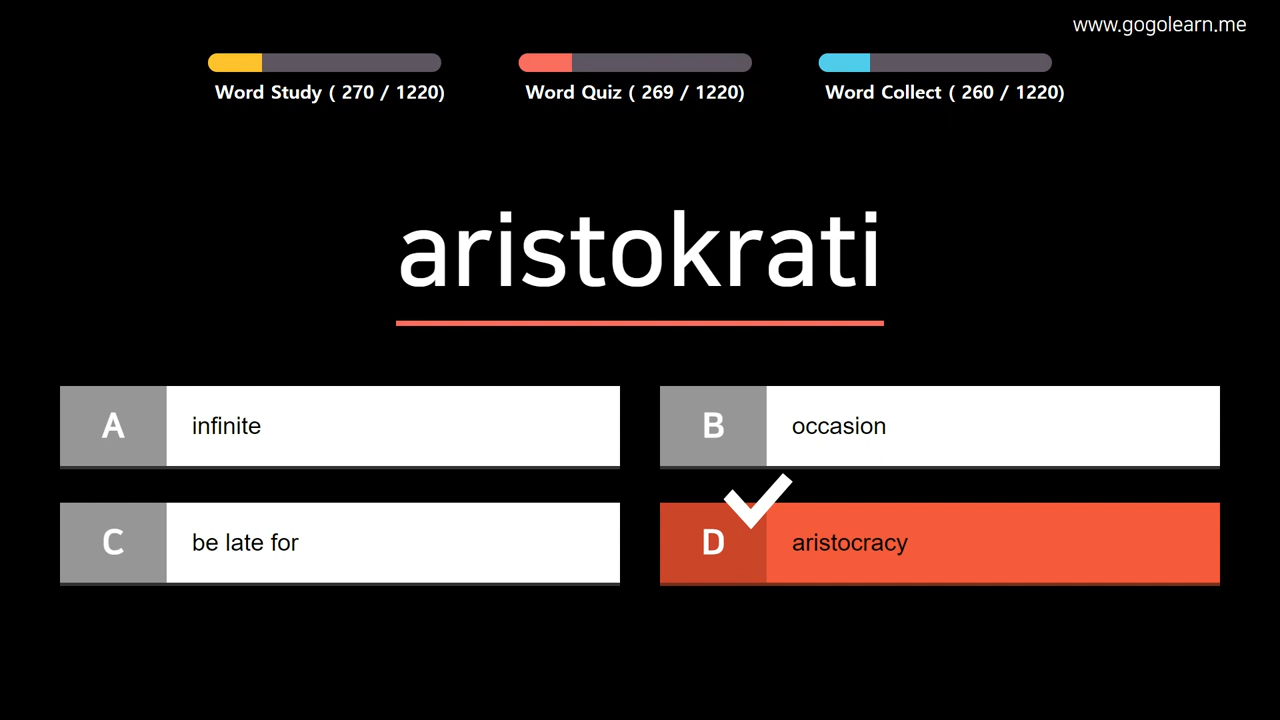 www.gogolearn.me
Word Study ( 270 / 1220)
Word Quiz ( 269 / 1220)
Word Collect ( 260 / 1220)
aristokrati
A infinite
B occasion
C be late for
D aristocracy